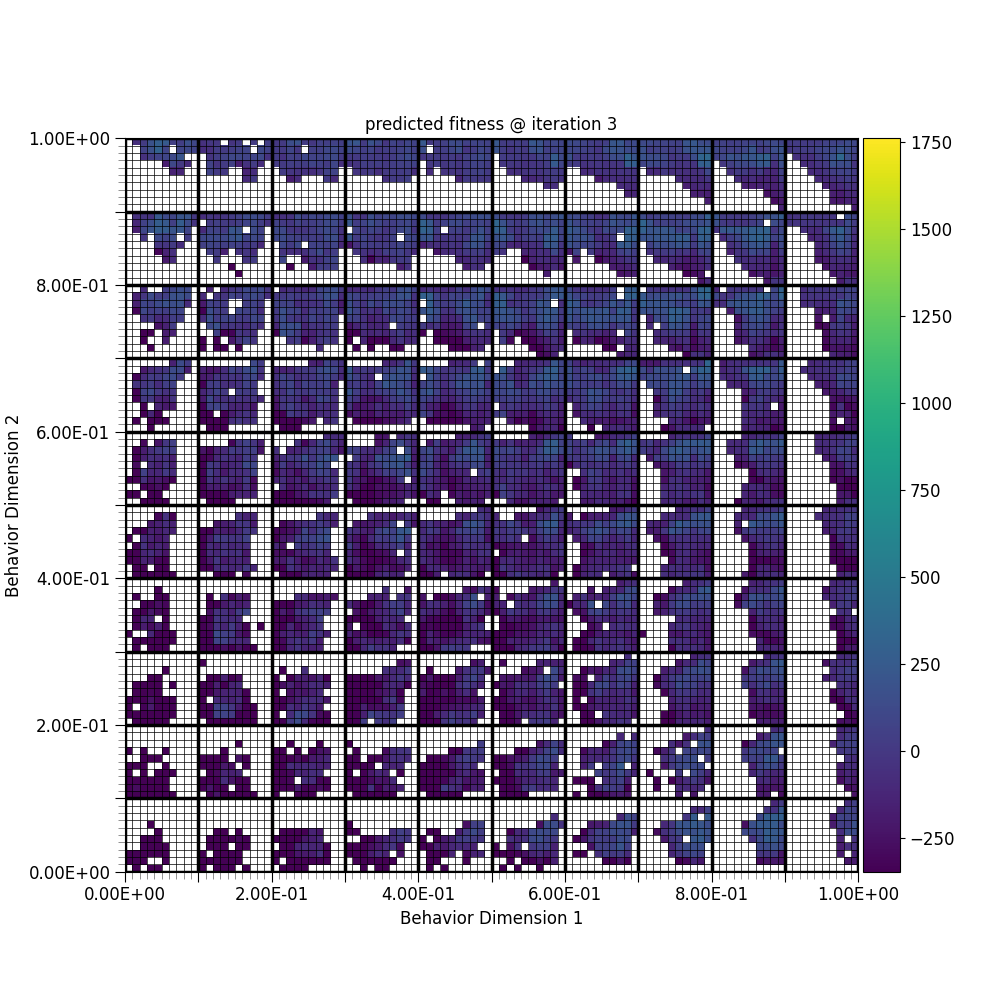 predicted fitness @ iteration 3
1.00E+00
8.00E-01
6.00E-01
4.00E-01
2.00E-01
0.00E+00
Behavior Dimension 2
0.00E+00 2.00E-01 4.00E-01 6.00E-01 8.00E-01 1.00E+00
Behavior Dimension 1
1750
1500
1250
1000
750
500
250
0
−250